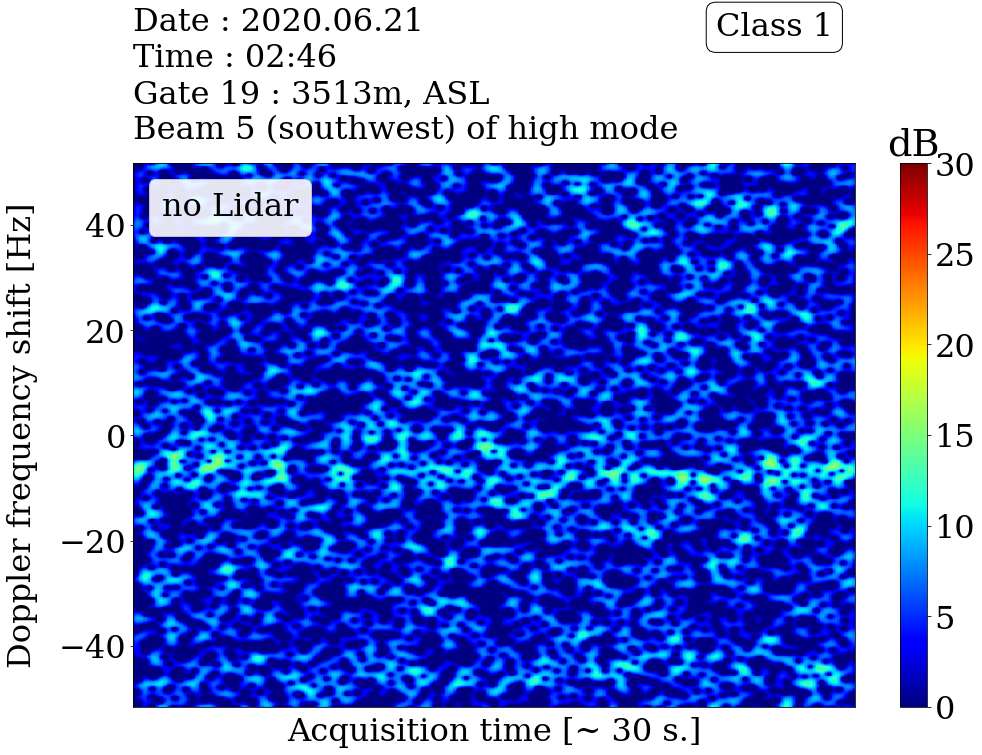 Date : 2020.06.21
Time : 02:46
Gate 19 : 3513m, ASL
Beam 5 (southwest) of high mode
Class 1
dB
no Lidar
Doppler frequency shift [Hz]
40
20
0
−20
−40
30
25
20
15
10
5
0
Acquisition time [~ 30 s.]